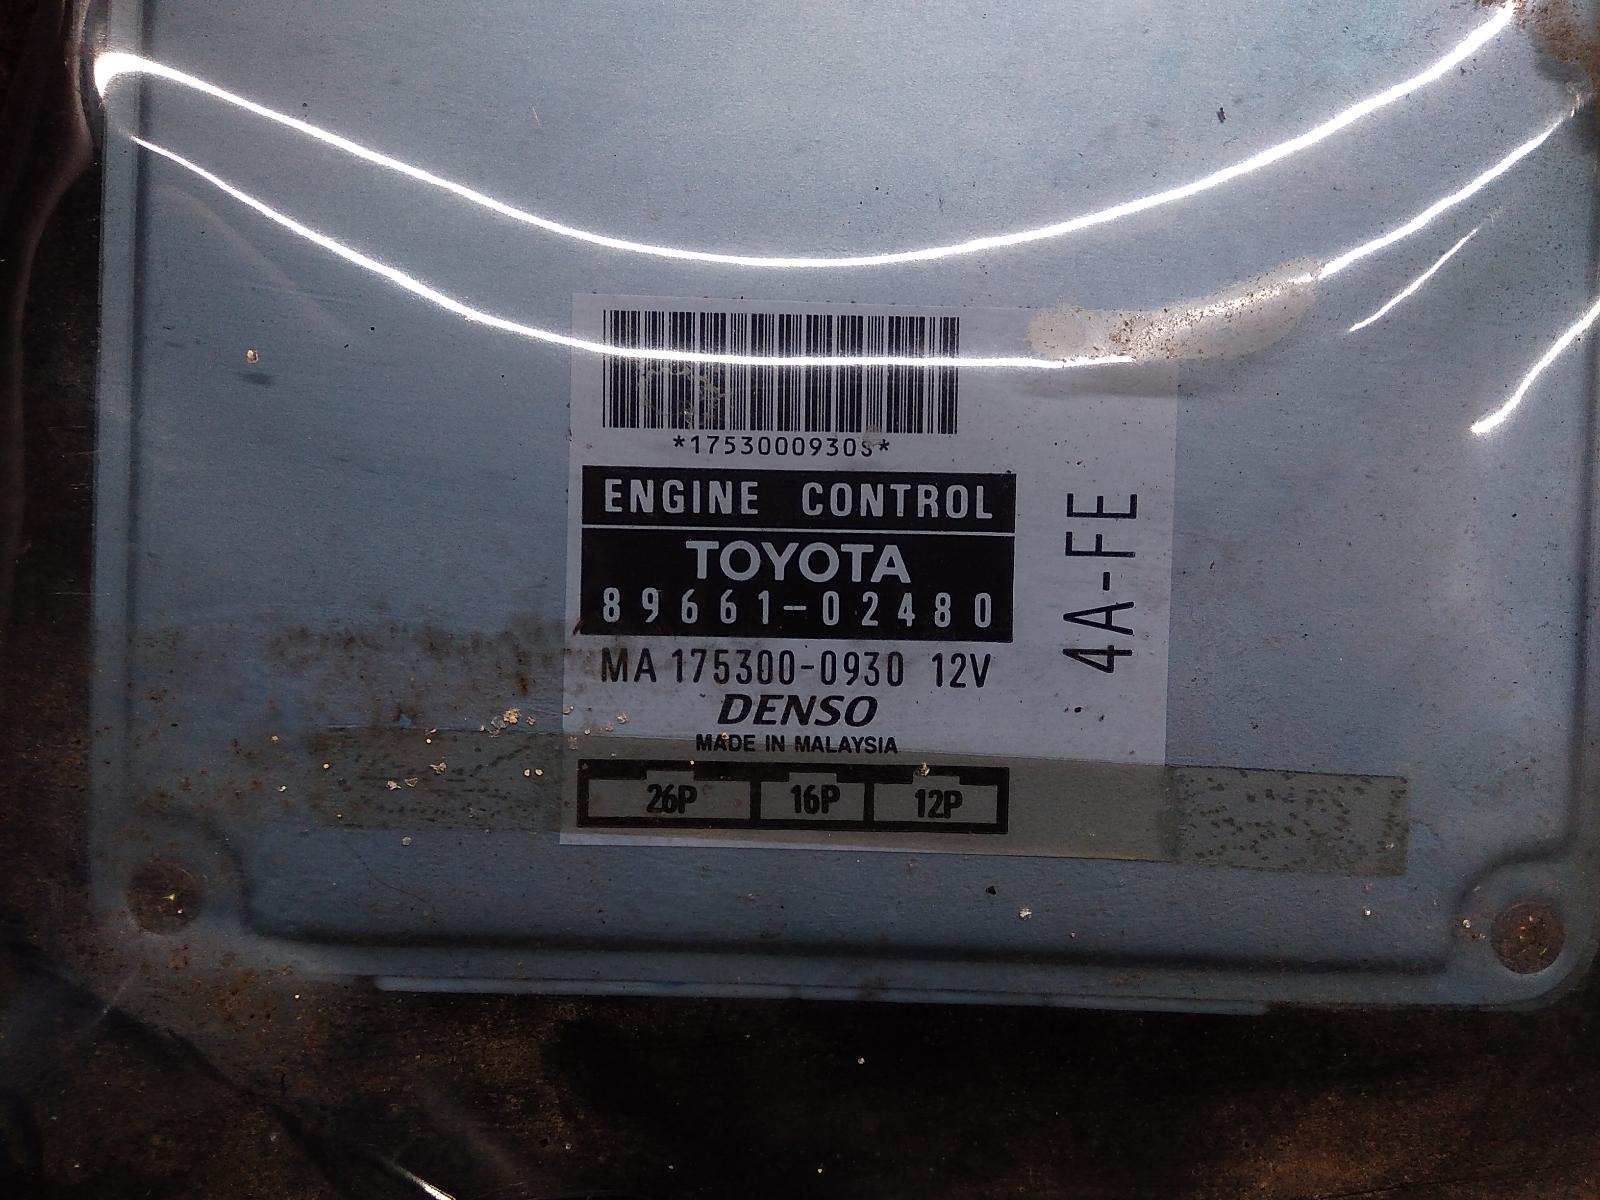 *1753000930S*
ENGINE CONTROL
TOYOTA
89661-02480
MA 175300-0930 12V
DENSO
MADE IN MALAYSIA
26P 16P 12P
4A-FE